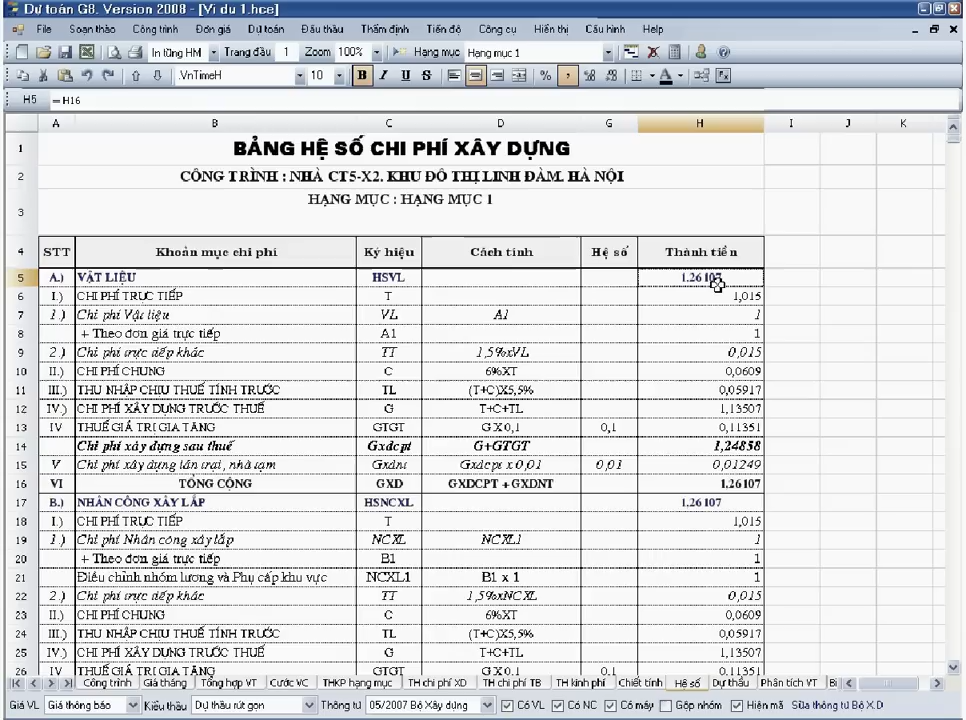 Dự toán G8. Version 2008 - [Vi du 1.hce]
File Soạn thảo Công trình Đơn giá Dự toán Đấu thầu Thẩm định Tiến độ Công cụ Hiển thị Cấu hình Help
In từng HM Trang đầu 1 Zoom 100% Hạng mục Hạng mục 1
.VnTimeH 10 B I U S % ,
H5 = H16
A B C D G H I J K
1 BẢNG HỆ SỐ CHI PHÍ XÂY DỰNG
2 CÔNG TRÌNH : NHÀ CT5-X2. KHU ĐÔ THỊ LINH ĐÀM. HÀ NỘI
3 HẠNG MỤC : HẠNG MỤC 1
4 STT Khoản mục chi phí Ký hiệu Cách tính Hệ số Thành tiền
5 A.) VẬT LIỆU HSVL 1,26107
6 I.) CHI PHÍ TRỰC TIẾP T 1,015
7 1.) Chi phí Vật liệu VL A1 1
8 + Theo đơn giá trực tiếp A1 1
9 2.) Chi phí trực tiếp khác TT 1,5%xVL 0,015
10 II.) CHI PHÍ CHUNG C 6%XT 0,0609
11 III.) THU NHẬP CHỊU THUẾ TÍNH TRƯỚC TL (T+C)X5,5% 0,05917
12 IV.) CHI PHÍ XÂY DỰNG TRƯỚC THUẾ G T+C+TL 1,13507
13 IV THUẾ GIÁ TRỊ GIA TĂNG GTGT G X 0,1 0,1 0,11351
14 Chi phí xây dựng sau thuế Gxdcpt G+GTGT 1,24858
15 V Chi phí xây dựng lán trại, nhà tạm Gxdnt Gxdcpt x 0,01 0,01 0,01249
16 VI TỔNG CỘNG GXD GXDCPT + GXDNT 1,26107
17 B.) NHÂN CÔNG XÂY LẮP HSNCXL 1,26107
18 I.) CHI PHÍ TRỰC TIẾP T 1,015
19 1.) Chi phí Nhân công xây lắp NCXL NCXL1 1
20 + Theo đơn giá trực tiếp B1 1
21 Điều chỉnh nhóm lương và Phụ cấp khu vực NCXL1 B1 x 1 1
22 2.) Chi phí trực tiếp khác TT 1,5%xNCXL 0,015
23 II.) CHI PHÍ CHUNG C 6%XT 0,0609
24 III.) THU NHẬP CHỊU THUẾ TÍNH TRƯỚC TL (T+C)X5,5% 0,05917
25 IV.) CHI PHÍ XÂY DỰNG TRƯỚC THUẾ G T+C+TL 1,13507
26 IV THUẾ GIÁ TRỊ GIA TĂNG GTGT G X 0,1 0,1 0,11351
Công trình Giá tháng Tổng hợp VT Cước VC THKP hạng mục TH chi phí XD TH chi phí TB TH kinh phí Chiết tính Hệ số Dự thầu Phân tích VT
Giá VL Giá thông báo Kiểu thầu Dự thầu rút gọn Thông tư 05/2007 Bộ Xây dựng Có VL Có NC Có máy Gộp nhóm Hiện mã Sửa thông tư Bộ X.D